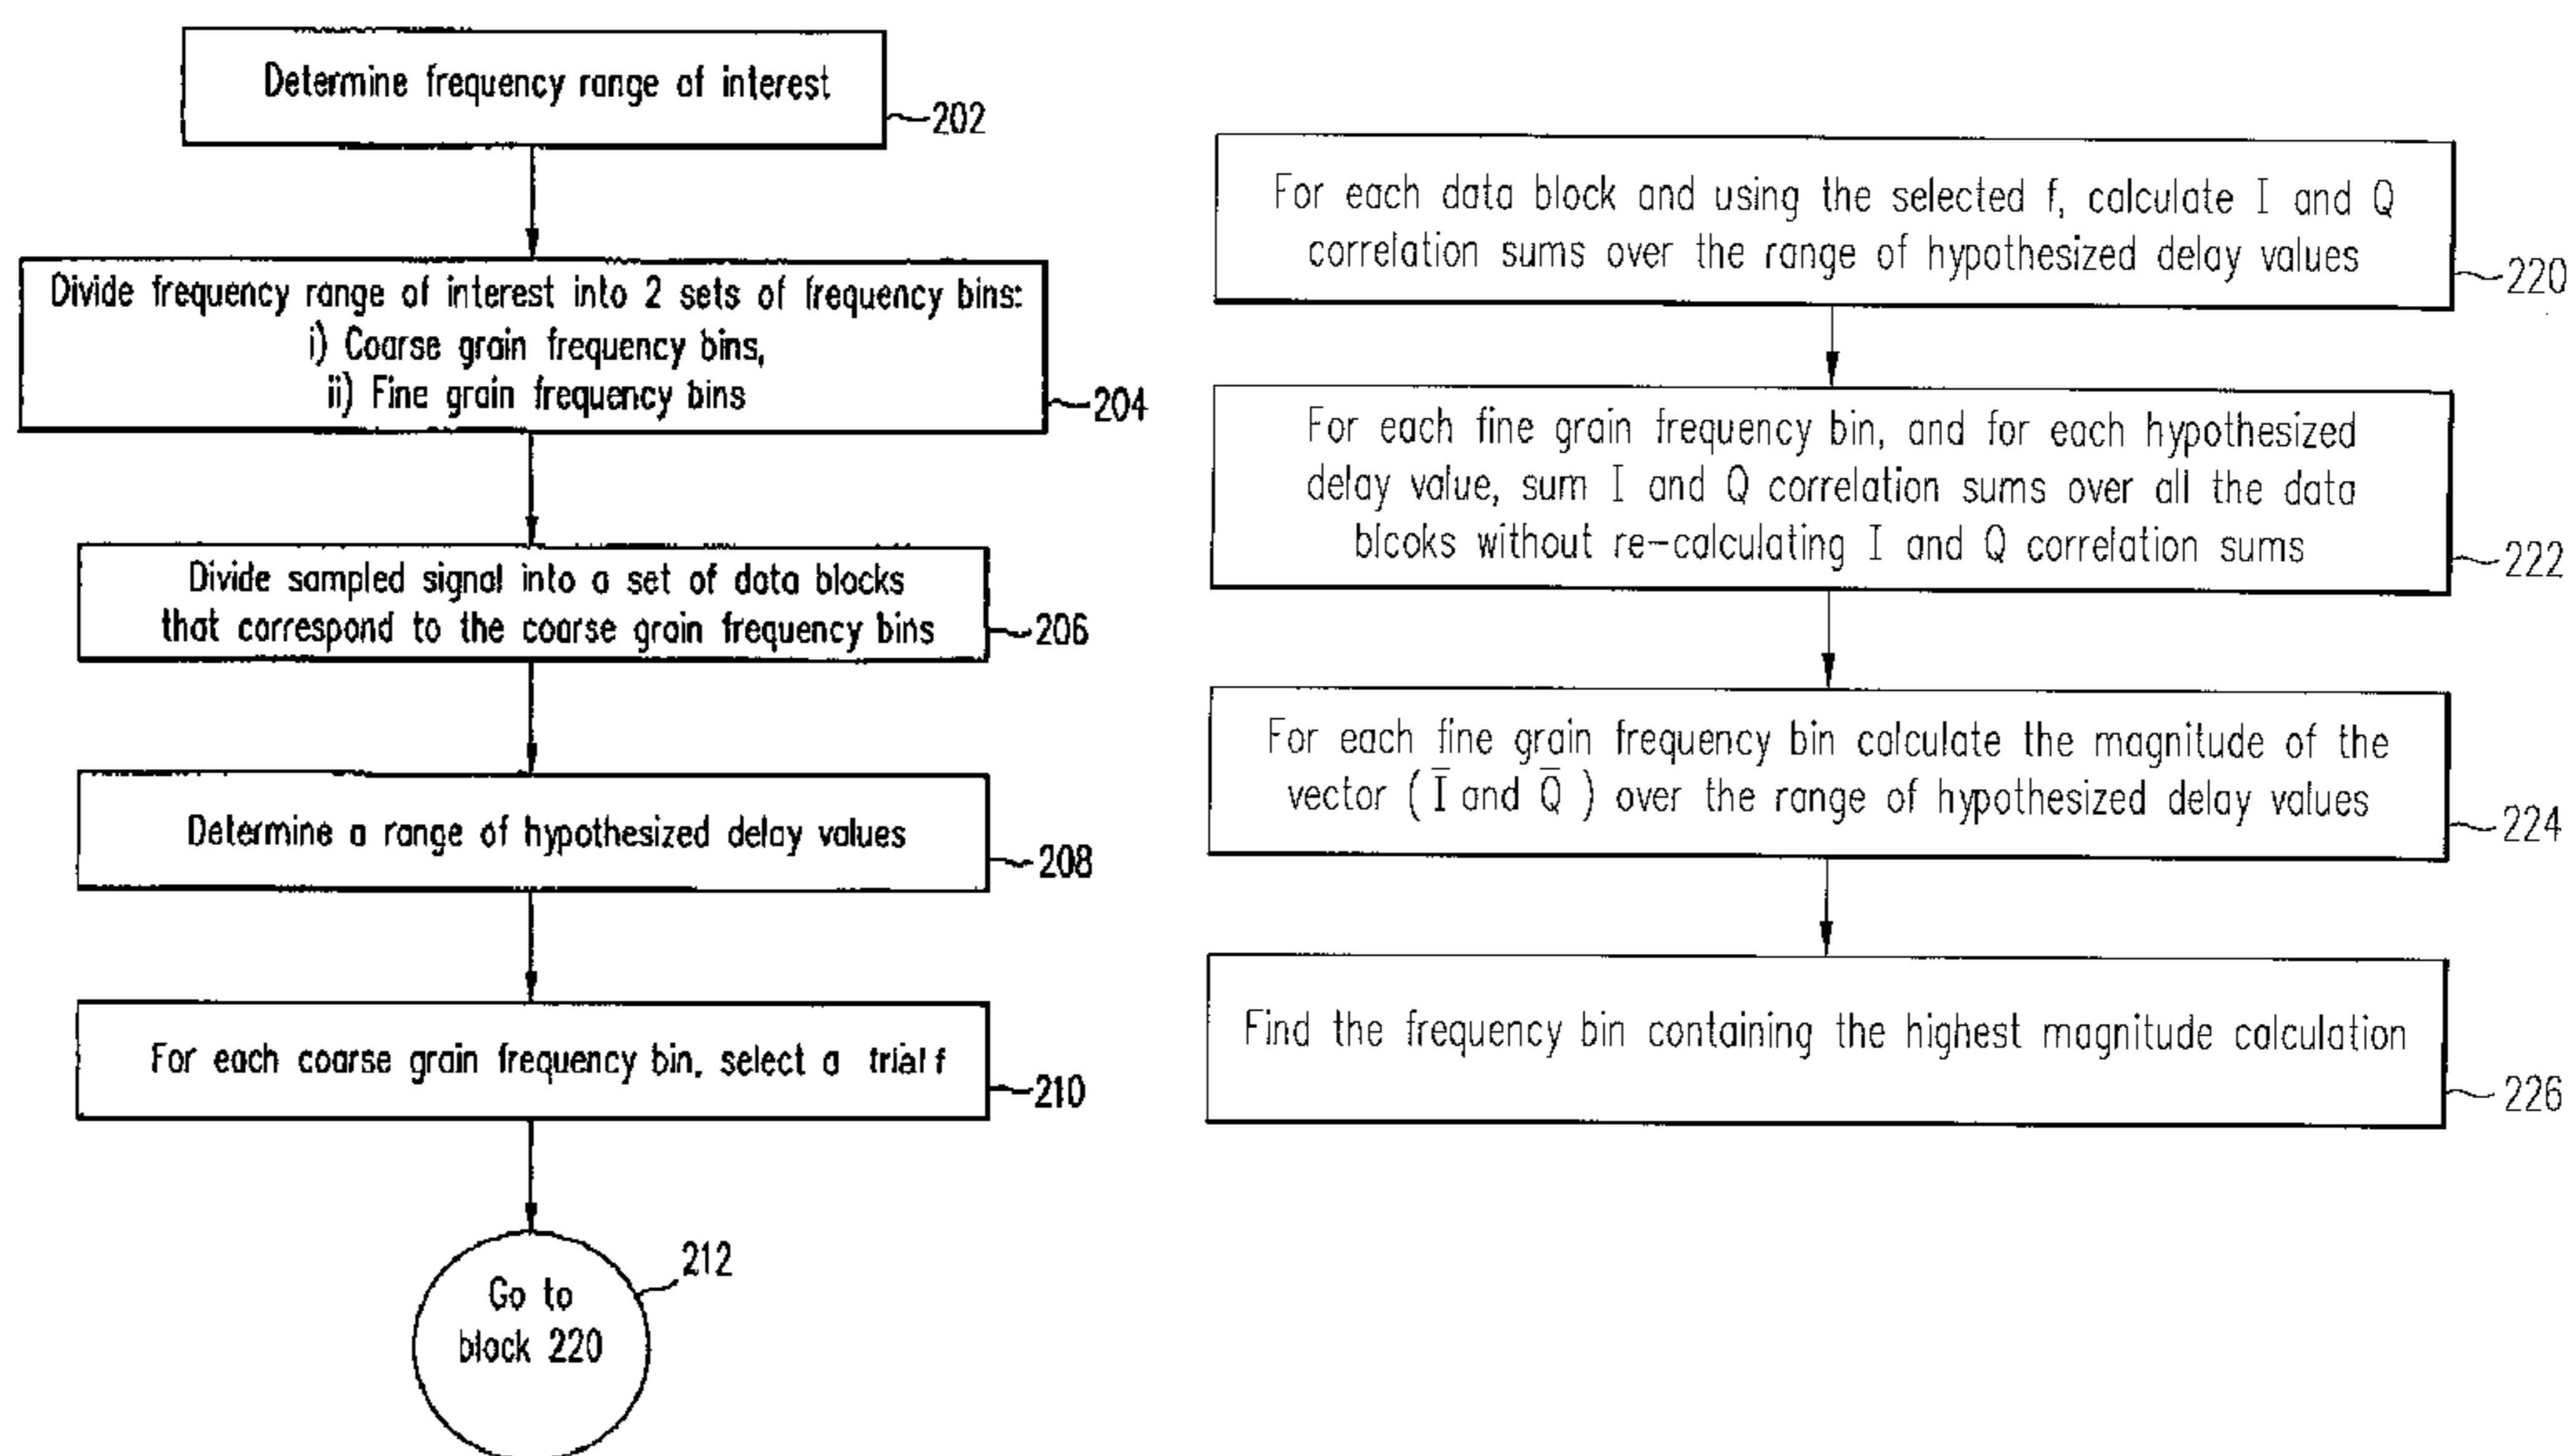 Determine frequency range of interest
202
Divide frequency range of interest into 2 sets of frequency bins:
i) Coarse grain frequency bins,
ii) Fine grain frequency bins
204
Divide sampled signal into a set of data blocks
that correspond to the coarse grain frequency bins
206
Determine a range of hypothesized delay values
208
For each coarse grain frequency bin, select a trial f
210
212
Go to
block 220
For each data block and using the selected f, calculate I and Q
correlation sums over the range of hypothesized delay values
220
For each fine grain frequency bin, and for each hypothesized
delay value, sum I and Q correlation sums over all the data
blcoks without re-calculating I and Q correlation sums
222
For each fine grain frequency bin calculate the magnitude of the
vector ( Ī and Q̄ ) over the range of hypothesized delay values
224
Find the frequency bin containing the highest magnitude calculation
226